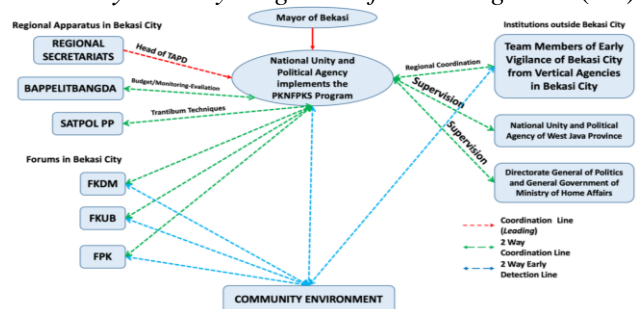 Mayor of Bekasi
Regional Apparatus in Bekasi City
REGIONAL
SECRETARIATS
Head of TAPD
BAPPELITBANGDA
Budget/Monitoring-Evaluation
SATPOL PP
Trantibum Techniques
National Unity and
Political Agency
implements the
PKNFPKS Program
Institutions outside Bekasi City
Regional Coordination
Team Members of Early
Vigilance of Bekasi City
from Vertical Agencies
in Bekasi City
Supervision
National Unity and Political
Agency of West Java Province
Supervision
Directorate General of Politics
and General Government of
Ministry of Home Affairs
Forums in Bekasi City
FKDM
FKUB
FPK
COMMUNITY ENVIRONMENT
Coordination Line
(Leading)
2 Way
Coordination Line
2 Way Early
Detection Line